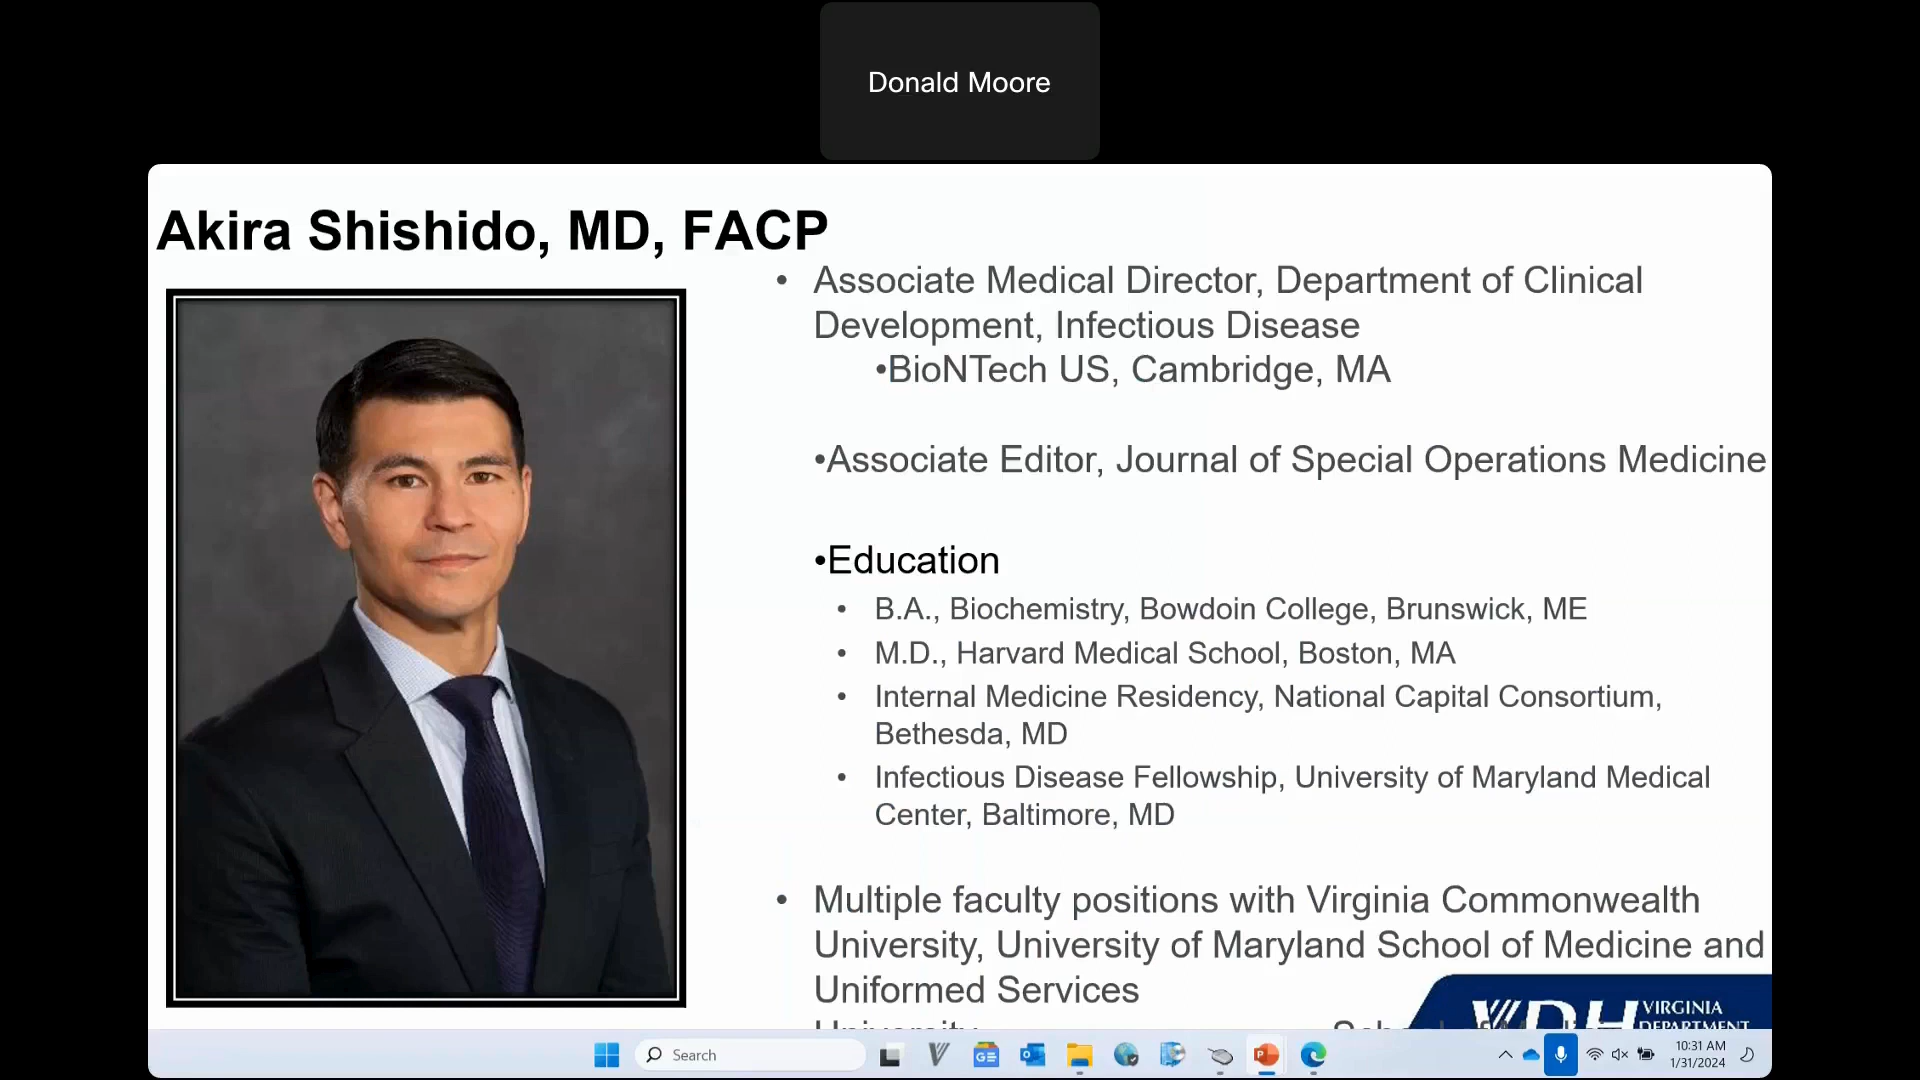 Donald Moore
Akira Shishido, MD, FACP
• Associate Medical Director, Department of Clinical
Development, Infectious Disease
•BioNTech US, Cambridge, MA
•Associate Editor, Journal of Special Operations Medicine
•Education
• B.A., Biochemistry, Bowdoin College, Brunswick, ME
• M.D., Harvard Medical School, Boston, MA
• Internal Medicine Residency, National Capital Consortium,
Bethesda, MD
• Infectious Disease Fellowship, University of Maryland Medical
Center, Baltimore, MD
• Multiple faculty positions with Virginia Commonwealth
University, University of Maryland School of Medicine and
Uniformed Services
University
VDH VIRGINIA
DEPARTMENT
Search
10:31 AM
1/31/2024